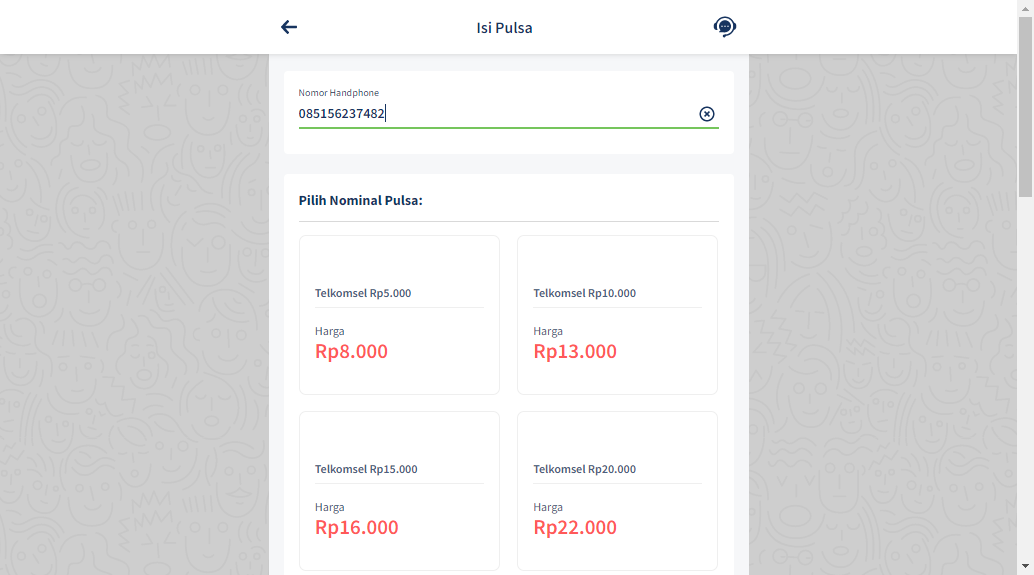 Isi Pulsa
Nomor Handphone
085156237482
Pilih Nominal Pulsa:
Telkomsel Rp5.000
Harga
Rp8.000
Telkomsel Rp10.000
Harga
Rp13.000
Telkomsel Rp15.000
Harga
Rp16.000
Telkomsel Rp20.000
Harga
Rp22.000